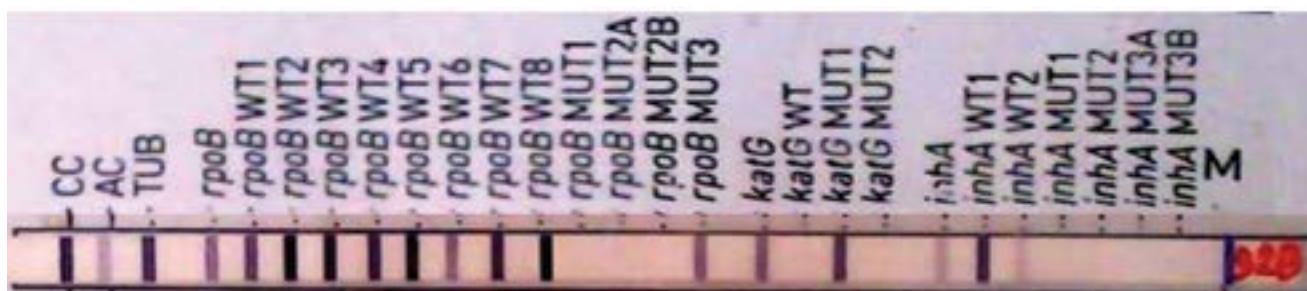 CC
AC
TUB
rpoB
rpoB WT1
rpoB WT2
rpoB WT3
rpoB WT4
rpoB WT5
rpoB WT6
rpoB WT7
rpoB WT8
rpoB MUT1
rpoB MUT2A
rpoB MUT2B
rpoB MUT3
katG
katG WT
katG MUT1
katG MUT2
inhA
inhA WT1
inhA WT2
inhA MUT1
inhA MUT2
inhA MUT3A
inhA MUT3B
M